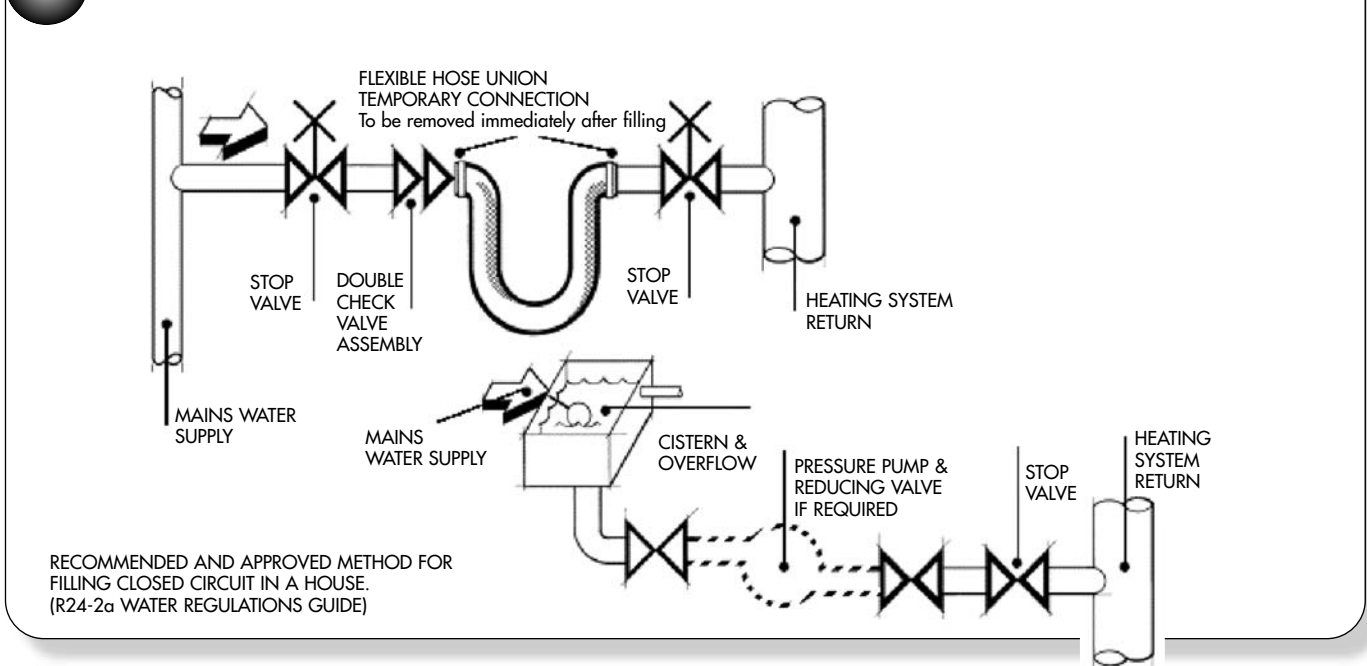 FLEXIBLE HOSE UNION
TEMPORARY CONNECTION
To be removed immediately after filling
STOP
VALVE
DOUBLE
CHECK
VALVE
ASSEMBLY
STOP
VALVE
HEATING SYSTEM
RETURN
MAINS WATER
SUPPLY
MAINS
WATER SUPPLY
CISTERN &
OVERFLOW
PRESSURE PUMP &
REDUCING VALVE
IF REQUIRED
STOP
VALVE
HEATING
SYSTEM
RETURN
RECOMMENDED AND APPROVED METHOD FOR
FILLING CLOSED CIRCUIT IN A HOUSE.
(R24-2a WATER REGULATIONS GUIDE)